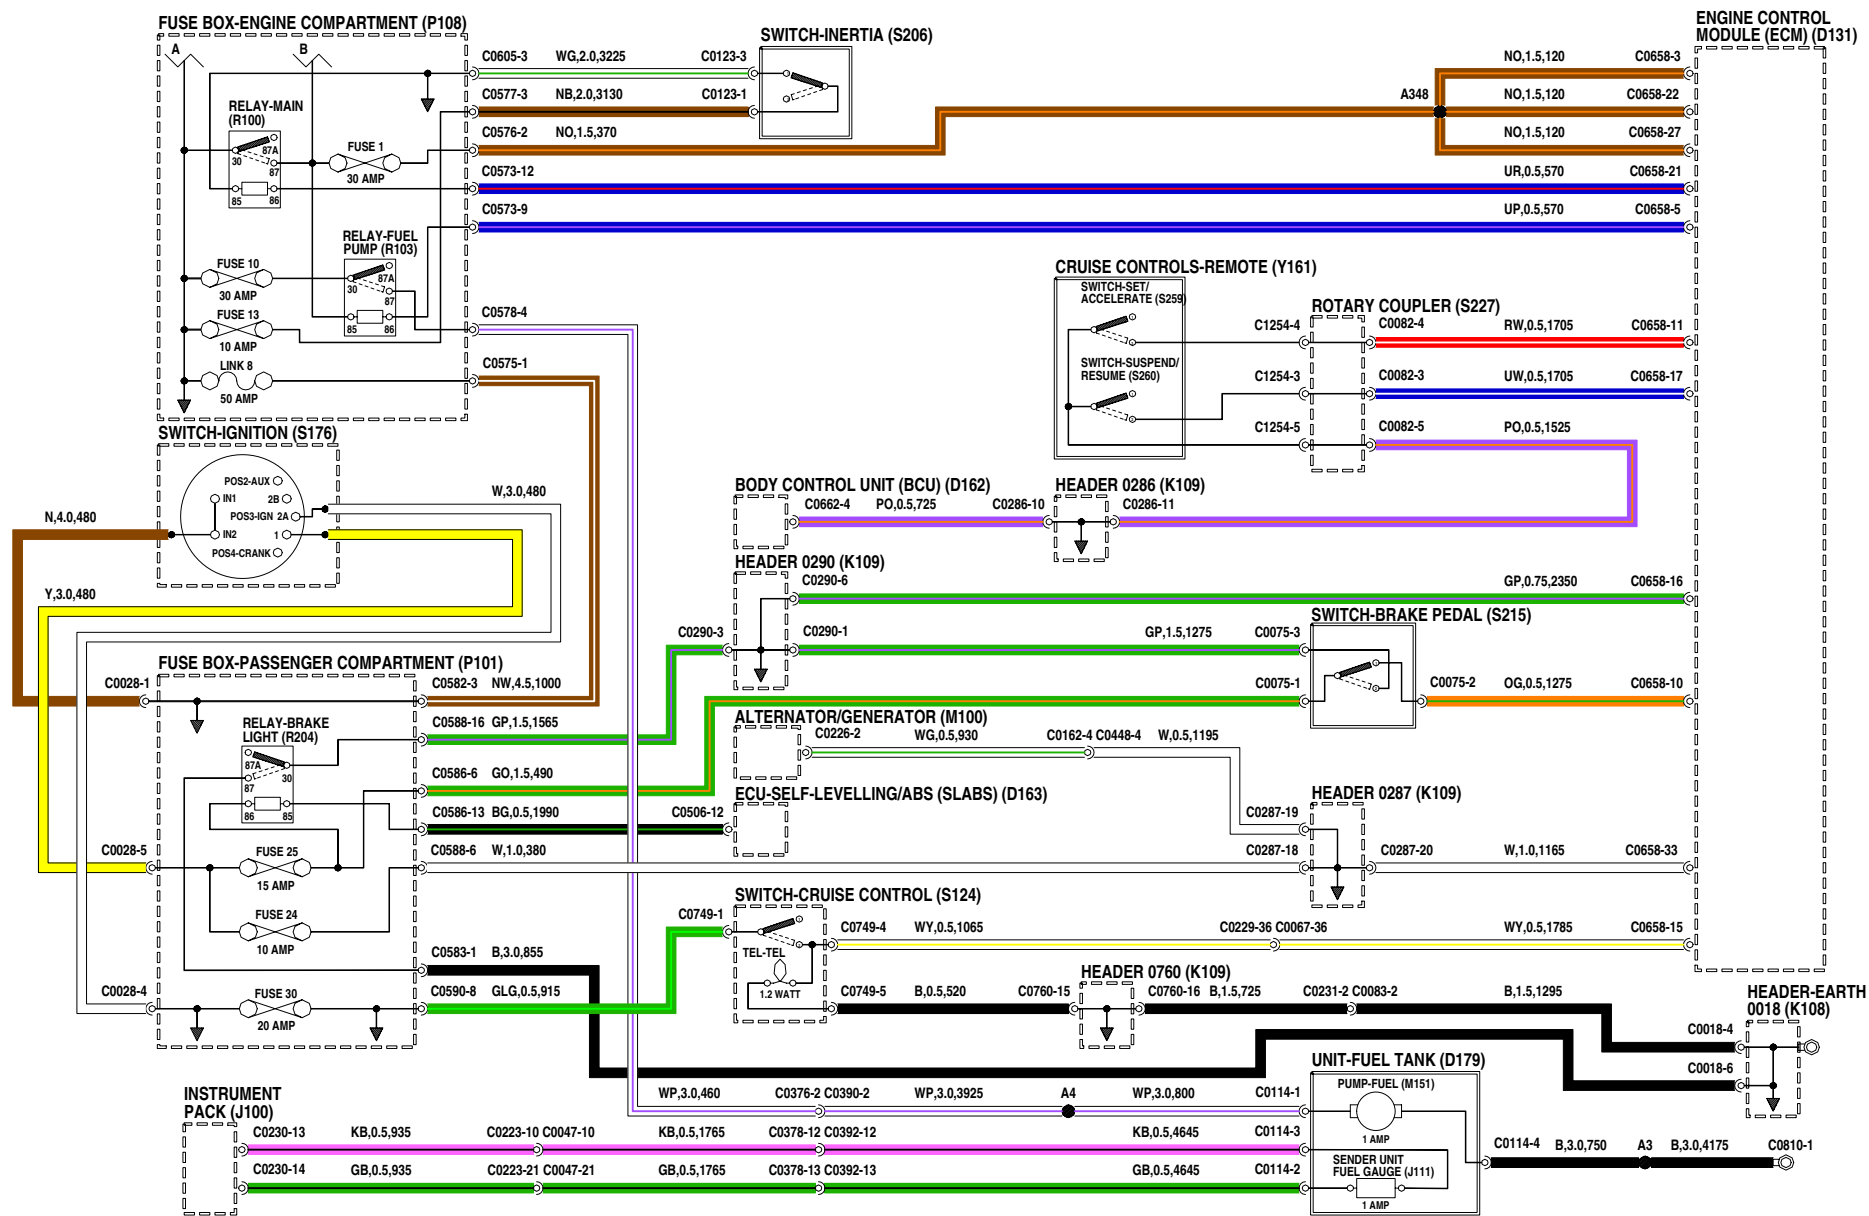 FUSE BOX-ENGINE COMPARTMENT (P108)
A
B
RELAY-MAIN
(R100)
87A
30
87
85
86
FUSE 1
30 AMP
RELAY-FUEL
PUMP (R103)
87A
30
87
85
86
FUSE 10
30 AMP
FUSE 13
10 AMP
LINK 8
50 AMP
C0605-3 WG,2.0,3225 C0123-3
C0577-3 NB,2.0,3130 C0123-1
C0576-2 NO,1.5,370
C0573-12
C0573-9
C0578-4
C0575-1
SWITCH-INERTIA (S206)
A348
ENGINE CONTROL
MODULE (ECM) (D131)
NO,1.5,120 C0658-3
NO,1.5,120 C0658-22
NO,1.5,120 C0658-27
UR,0.5,570 C0658-21
UP,0.5,570 C0658-5
CRUISE CONTROLS-REMOTE (Y161)
SWITCH-SET/
ACCELERATE (S259)
SWITCH-SUSPEND/
RESUME (S260)
ROTARY COUPLER (S227)
C1254-4 C0082-4 RW,0.5,1705 C0658-11
C1254-3 C0082-3 UW,0.5,1705 C0658-17
C1254-5 C0082-5 PO,0.5,1525
SWITCH-IGNITION (S176)
POS2-AUX
IN1
2B
POS3-IGN 2A
IN2
1
POS4-CRANK
W,3.0,480
N,4.0,480
Y,3.0,480
BODY CONTROL UNIT (BCU) (D162)
C0662-4 PO,0.5,725 C0286-10
HEADER 0286 (K109)
C0286-11
HEADER 0290 (K109)
C0290-6 GP,0.75,2350 C0658-16
C0290-3 C0290-1 GP,1.5,1275 C0075-3
SWITCH-BRAKE PEDAL (S215)
C0075-1 C0075-2 OG,0.5,1275 C0658-10
FUSE BOX-PASSENGER COMPARTMENT (P101)
C0028-1
C0582-3 NW,4.5,1000
C0588-16 GP,1.5,1565
RELAY-BRAKE
LIGHT (R204)
87A
30
87
86
85
C0586-6 GO,1.5,490
C0586-13 BG,0.5,1990 C0506-12
C0028-5
C0588-6 W,1.0,380
FUSE 25
15 AMP
FUSE 24
10 AMP
C0583-1 B,3.0,855
C0028-4
FUSE 30
20 AMP
C0590-8 GLG,0.5,915
ALTERNATOR/GENERATOR (M100)
C0226-2 WG,0.5,930 C0162-4 C0448-4 W,0.5,1195
ECU-SELF-LEVELLING/ABS (SLABS) (D163)
HEADER 0287 (K109)
C0287-19
C0287-18 C0287-20 W,1.0,1165 C0658-33
SWITCH-CRUISE CONTROL (S124)
C0749-1
TEL-TEL
1.2 WATT
C0749-4 WY,0.5,1065 C0229-36 C0067-36 WY,0.5,1785 C0658-15
HEADER 0760 (K109)
C0749-5 B,0.5,520 C0760-15 C0760-16 B,1.5,725 C0231-2 C0083-2 B,1.5,1295
HEADER-EARTH
0018 (K108)
C0018-4
C0018-6
UNIT-FUEL TANK (D179)
PUMP-FUEL (M151)
1 AMP
SENDER UNIT
FUEL GAUGE (J111)
1 AMP
WP,3.0,460 C0376-2 C0390-2 WP,3.0,3925 A4 WP,3.0,800 C0114-1
INSTRUMENT
PACK (J100)
C0230-13 KB,0.5,935 C0223-10 C0047-10 KB,0.5,1765 C0378-12 C0392-12 KB,0.5,4645 C0114-3
C0230-14 GB,0.5,935 C0223-21 C0047-21 GB,0.5,1765 C0378-13 C0392-13 GB,0.5,4645 C0114-2
C0114-4 B,3.0,750 A3 B,3.0,4175 C0810-1